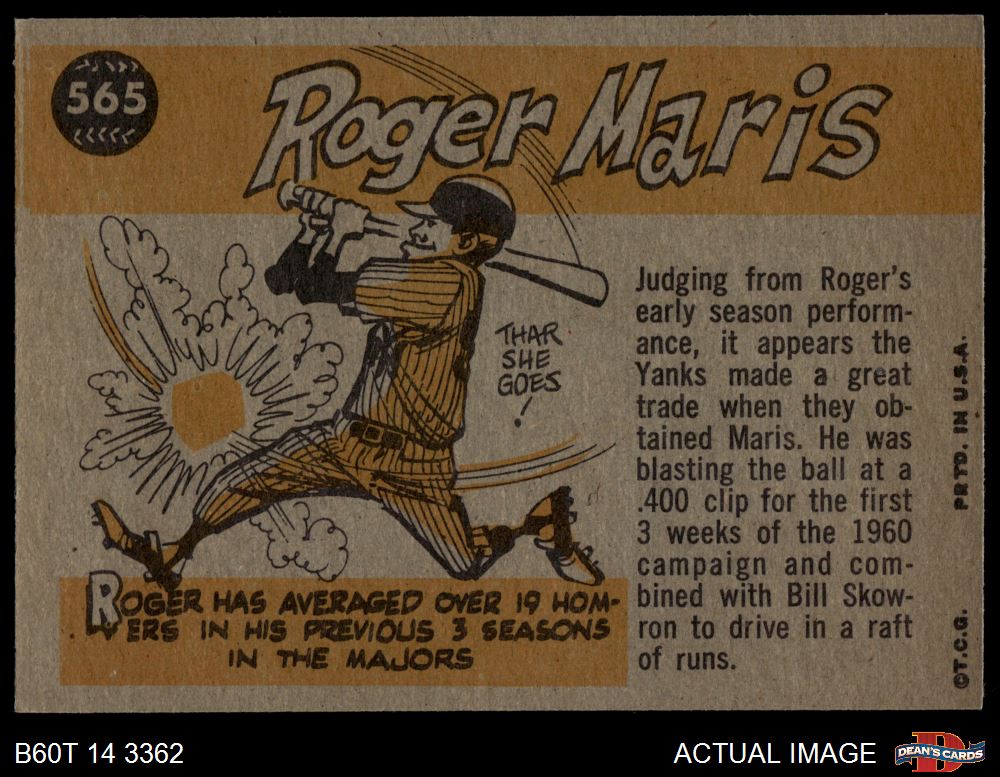 565
Roger Maris
THAR
SHE
GOES
!
Judging from Roger's
early season perform-
ance, it appears the
Yanks made a great
trade when they ob-
tained Maris. He was
blasting the ball at a
.400 clip for the first
3 weeks of the 1960
campaign and com-
bined with Bill Skow-
ron to drive in a raft
of runs.
ROGER HAS AVERAGED OVER 19 HOM-
ERS IN HIS PREVIOUS 3 SEASONS
IN THE MAJORS
PRTD. IN U.S.A.
©T.C.G.
B60T 14 3362
ACTUAL IMAGE
D
DEAN'S CARDS